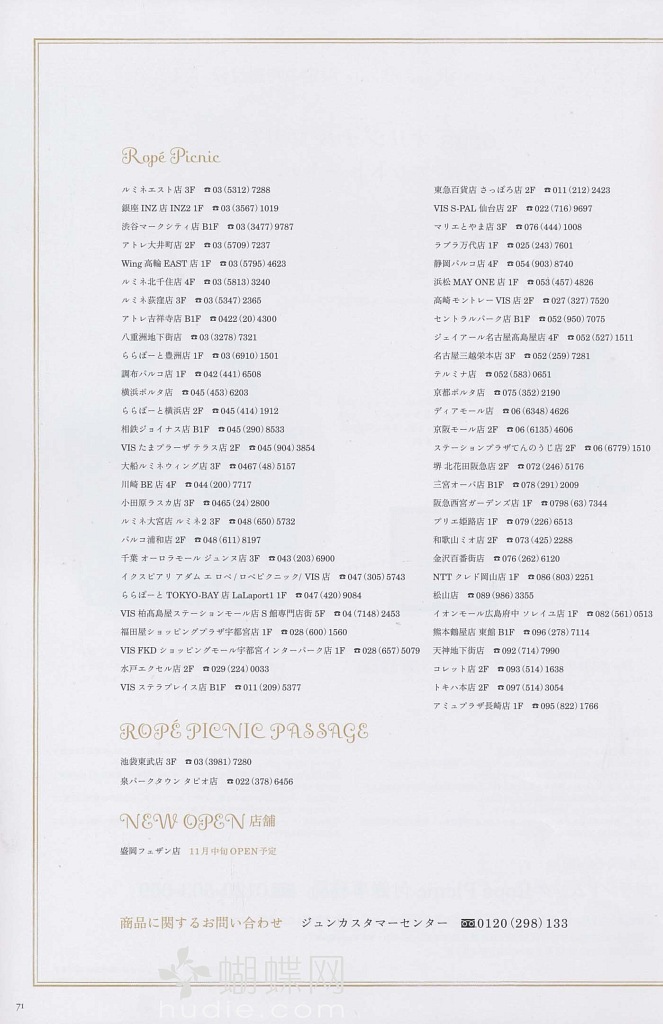 Ropé Picnic
ルミネエスト店 3F ☎03(5312)7288
銀座 INZ 店 INZ2 1F ☎03(3567)1019
渋谷マークシティ店 B1F ☎03(3477)9787
アトレ大井町店 2F ☎03(5709)7237
Wing 高輪 EAST 店 1F ☎03(5795)4623
ルミネ北千住店 4F ☎03(5813)3240
ルミネ荻窪店 3F ☎03(5347)2365
アトレ吉祥寺店 B1F ☎0422(20)4300
八重洲地下街店 ☎03(3278)7321
ららぽーと豊洲店 1F ☎03(6910)1501
調布パルコ店 1F ☎042(441)6508
横浜ポルタ店 ☎045(453)6203
ららぽーと横浜店 2F ☎045(414)1912
相鉄ジョイナス店 B1F ☎045(290)8533
VIS たまプラーザ テラス店 2F ☎045(904)3854
大船ルミネウィング店 3F ☎0467(48)5157
川崎 BE 店 4F ☎044(200)7717
小田原ラスカ店 3F ☎0465(24)2800
ルミネ大宮店 ルミネ2 3F ☎048(650)5732
パルコ浦和店 2F ☎048(611)8197
千葉 オーロラモール ジュンヌ店 3F ☎043(203)6900
イクスピアリ アダム エ ロペ/ロペピクニック/VIS 店 ☎047(305)5743
ららぽーと TOKYO-BAY 店 LaLaport1 1F ☎047(420)9084
VIS 柏髙島屋ステーションモール店 S 館専門店街 5F ☎04(7148)2453
福田屋ショッピングプラザ宇都宮店 1F ☎028(600)1560
VIS FKD ショッピングモール宇都宮インターパーク店 1F ☎028(657)5079
水戸エクセル店 2F ☎029(224)0033
VIS ステラプレイス店 B1F ☎011(209)5377
東急百貨店 さっぽろ店 2F ☎011(212)2423
VIS S-PAL 仙台店 2F ☎022(716)9697
マリエとやま店 3F ☎076(444)1008
ラブラ万代店 1F ☎025(243)7601
静岡パルコ店 4F ☎054(903)8740
浜松 MAY ONE 店 1F ☎053(457)4826
高崎モントレー VIS 店 2F ☎027(327)7520
セントラルパーク店 B1F ☎052(950)7075
ジェイアール名古屋髙島屋店 4F ☎052(527)1511
名古屋三越栄本店 3F ☎052(259)7281
テルミナ店 ☎052(583)0651
京都ポルタ店 ☎075(352)2190
ディアモール店 ☎06(6348)4626
京阪モール店 2F ☎06(6135)4606
ステーションプラザてんのうじ店 2F ☎06(6779)1510
堺 北花田阪急店 2F ☎072(246)5176
三宮オーパ店 B1F ☎078(291)2009
阪急西宮ガーデンズ店 1F ☎0798(63)7344
プリエ姫路店 1F ☎079(226)6513
和歌山ミオ店 2F ☎073(425)2288
金沢百番街店 ☎076(262)6120
NTT クレド岡山店 1F ☎086(803)2251
松山店 ☎089(986)3355
イオンモール広島府中 ソレイユ店 1F ☎082(561)0513
熊本鶴屋店 東館 B1F ☎096(278)7114
天神地下街店 ☎092(714)7990
コレット店 2F ☎093(514)1638
トキハ本店 2F ☎097(514)3054
アミュプラザ長崎店 1F ☎095(822)1766
ROPÉ PICNIC PASSAGE
池袋東武店 3F ☎03(3981)7280
泉パークタウン タピオ店 ☎022(378)6456
NEW OPEN 店舗
盛岡フェザン店 11月中旬OPEN予定
商品に関するお問い合わせ ジュンカスタマーセンター 0120(298)133
蝴蝶网
hudie.com
71